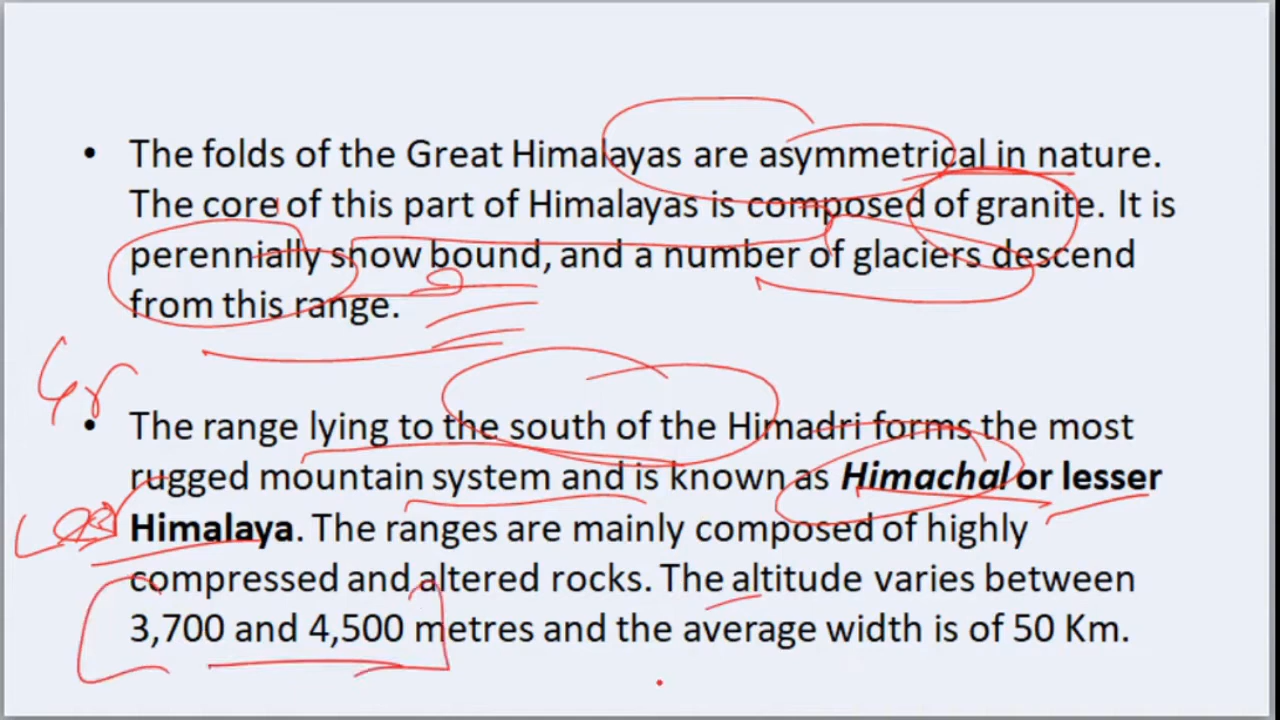 • The folds of the Great Himalayas are asymmetrical in nature.
The core of this part of Himalayas is composed of granite. It is
perennially snow bound, and a number of glaciers descend
from this range.
Gr
• The range lying to the south of the Himadri forms the most
rugged mountain system and is known as Himachal or lesser
Himalaya. The ranges are mainly composed of highly
compressed and altered rocks. The altitude varies between
3,700 and 4,500 metres and the average width is of 50 Km.